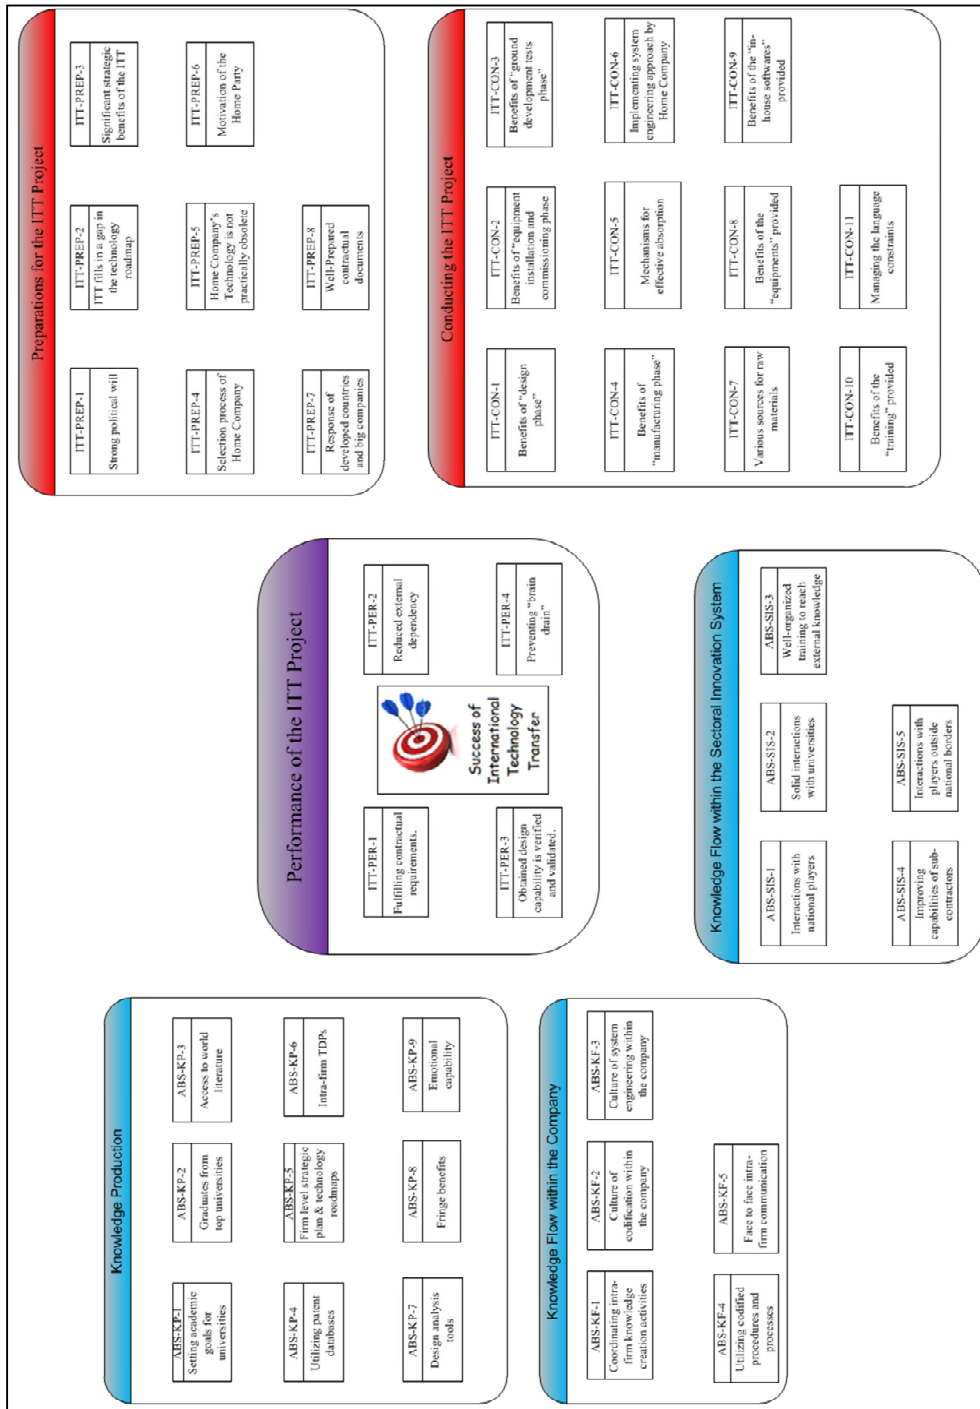 Knowledge Production
ABS-KP-1
Setting academic
goals for
universities
ABS-KP-2
Graduates from
top universities
ABS-KP-3
Access to world
literature
ABS-KP-4
Utilizing patent
databases
ABS-KP-5
Firm level strategic
plan & technology
roadmaps
ABS-KP-6
Intra-firm TDPs
ABS-KP-7
Design analysis
tools
ABS-KP-8
Fringe benefits
ABS-KP-9
Emotional
capability
Knowledge Flow within the Company
ABS-KF-1
Coordinating intra-
firm knowledge
creation activities
ABS-KF-2
Culture of
codification within
the company
ABS-KF-3
Culture of system
engineering within
the company
ABS-KF-4
Utilizing codified
procedures and
processes
ABS-KF-5
Face to face intra-
firm communication
Performance of the ITT Project
ITT-PER-1
Fulfilling contractual
requirements.
ITT-PER-2
Reduced external
dependency
Success of
International
Technology
Transfer
ITT-PER-3
Obtained design
capability is verified
and validated.
ITT-PER-4
Preventing "brain
drain"
Knowledge Flow within the Sectoral Innovation System
ABS-SIS-1
Interactions with
national players
ABS-SIS-2
Solid interactions
with universities
ABS-SIS-3
Well-organized
training to reach
external knowledge
ABS-SIS-4
Improving
capabilities of sub-
contractors
ABS-SIS-5
Interactions with
players outside
national borders
Preparations for the ITT Project
ITT-PREP-1
Strong political will
ITT-PREP-2
ITT fills in a gap in
the technology
roadmap
ITT-PREP-3
Significant strategic
benefits of the ITT
ITT-PREP-4
Selection process of
Home Company
ITT-PREP-5
Home Company's
Technology is not
practically obsolete
ITT-PREP-6
Motivation of the
Home Party
ITT-PREP-7
Response of
developed countries
and big companies
ITT-PREP-8
Well-Prepared
contractual
documents
Conducting the ITT Project
ITT-CON-1
Benefits of "design
phase"
ITT-CON-2
Benefits of "equipment
installation and
commissioning phase
ITT-CON-3
Benefits of "ground
development tests
phase"
ITT-CON-4
Benefits of
"manufacturing phase"
ITT-CON-5
Mechanisms for
effective absorption
ITT-CON-6
Implementing system
engineering approach by
Home Company
ITT-CON-7
Various sources for raw
materials
ITT-CON-8
Benefits of the
"equipments" provided
ITT-CON-9
Benefits of the "in-
house softwares"
provided
ITT-CON-10
Benefits of the
"training" provided
ITT-CON-11
Managing the language
constraints